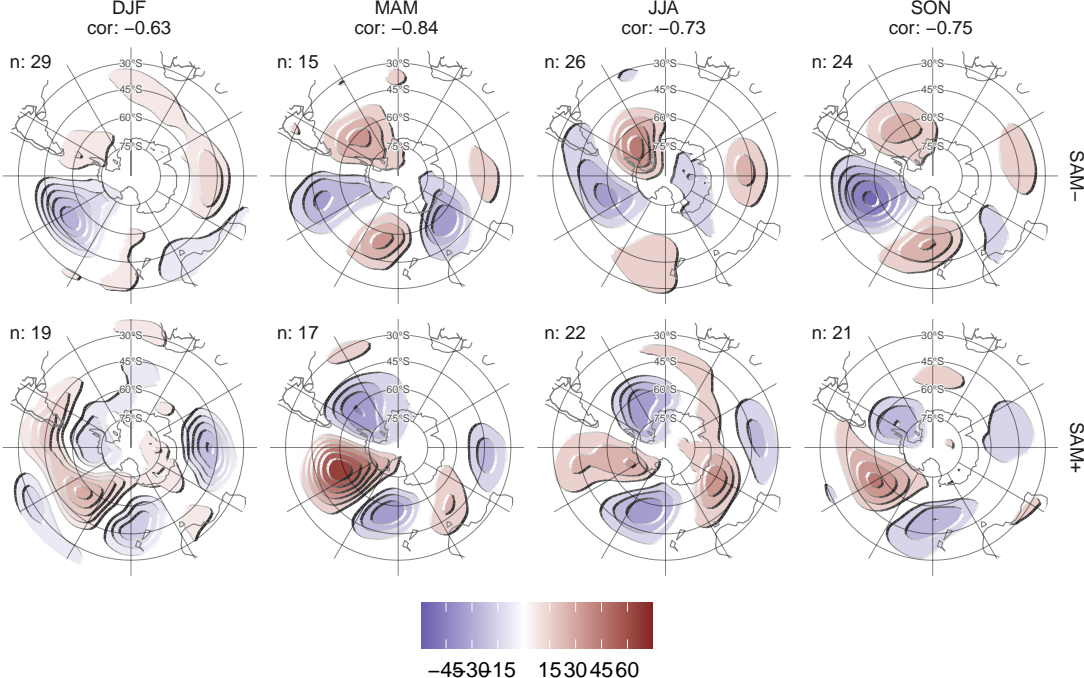 DJF MAM JJA SON
cor: −0.63 cor: −0.84 cor: −0.73 cor: −0.75
n: 29 n: 15 n: 26 n: 24
30°S 30°S 30°S 30°S
45°S 45°S 45°S 45°S
60°S 60°S 60°S 60°S
75°S 75°S 75°S 75°S
SAM−
n: 19 n: 17 n: 22 n: 21
30°S 30°S 30°S 30°S
45°S 45°S 45°S 45°S
60°S 60°S 60°S 60°S
75°S 75°S 75°S 75°S
SAM+
−45−30−15 15 30 45 60